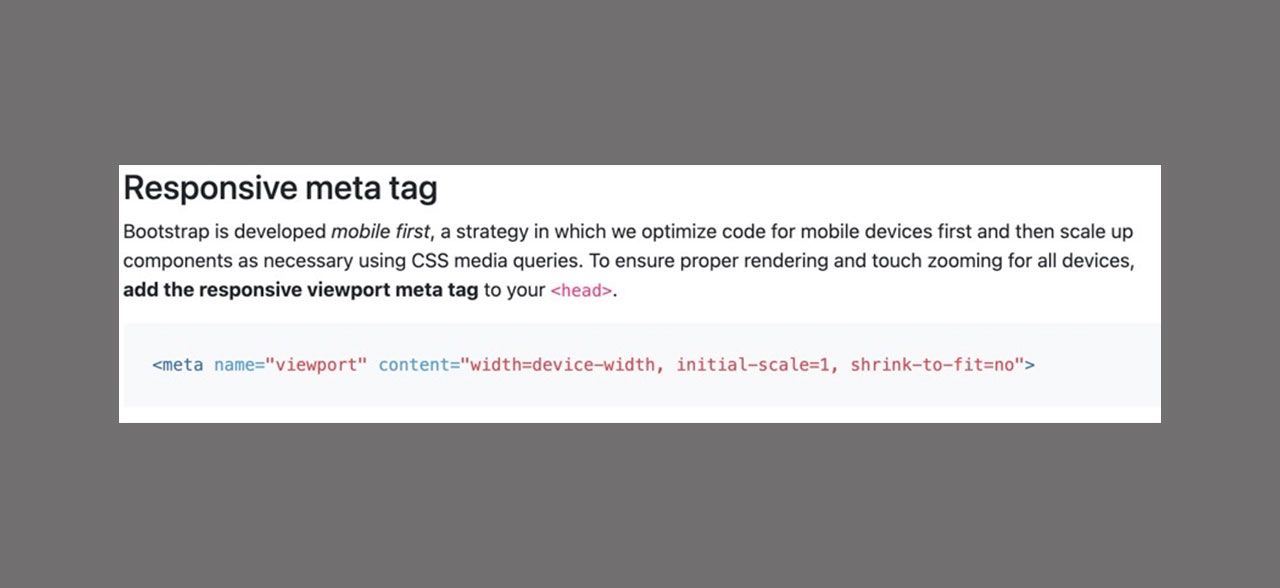 Responsive meta tag
Bootstrap is developed mobile first, a strategy in which we optimize code for mobile devices first and then scale up
components as necessary using CSS media queries. To ensure proper rendering and touch zooming for all devices,
add the responsive viewport meta tag to your <head>.
<meta name="viewport" content="width=device-width, initial-scale=1, shrink-to-fit=no">